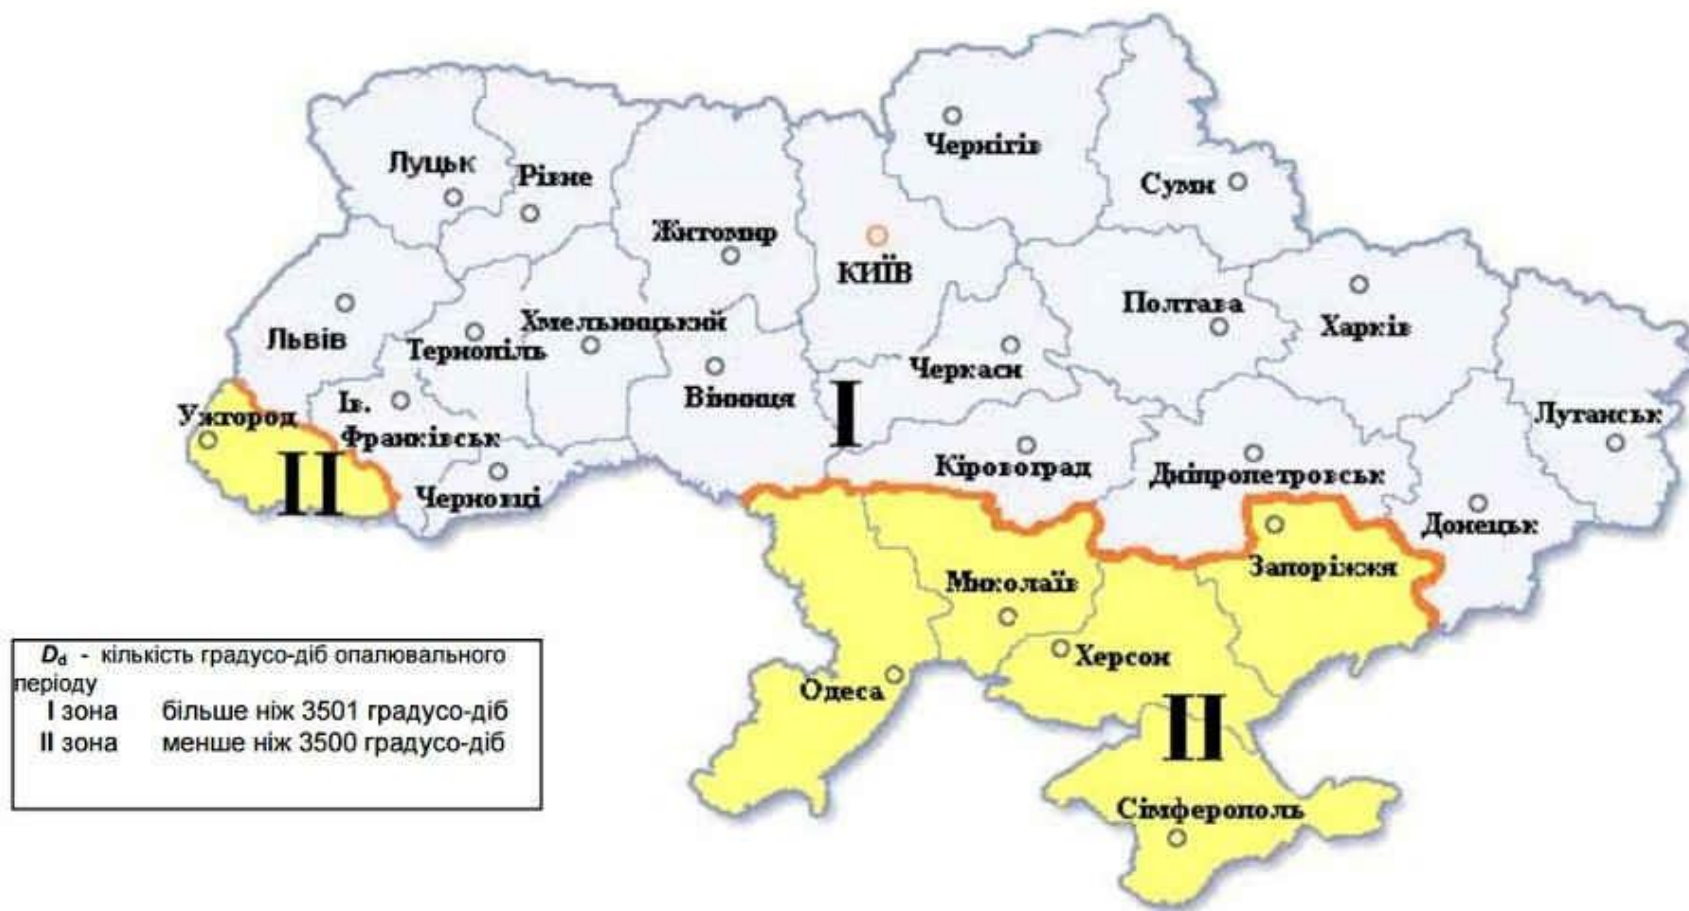 Чернігів
Луцьк
Рівне
Суми
Житомир
КИЇВ
Полтава
Харків
Хмельницький
Львів
Тернопіль
Черкаси
Вінниця
I
Ужгород
Ів.
Франківськ
Луганськ
II
Черновці
Кіровоград
Дніпропетровськ
Донецьк
Запоріжжя
Миколаїв
Херсон
Одеса
II
Сімферополь
Dd - кількість градусо-діб опалювального
періоду
I зона більше ніж 3501 градусо-діб
II зона менше ніж 3500 градусо-діб